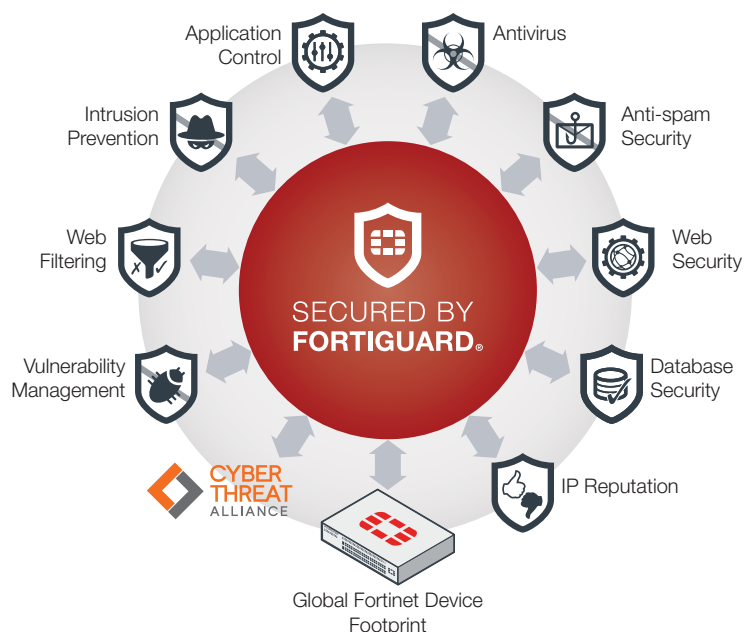 Application
Control
Antivirus
Intrusion
Prevention
Anti-spam
Security
Web
Filtering
Web
Security
SECURED BY
FORTIGUARD®
Vulnerability
Management
Database
Security
CYBER
THREAT
ALLIANCE
IP Reputation
Global Fortinet Device
Footprint